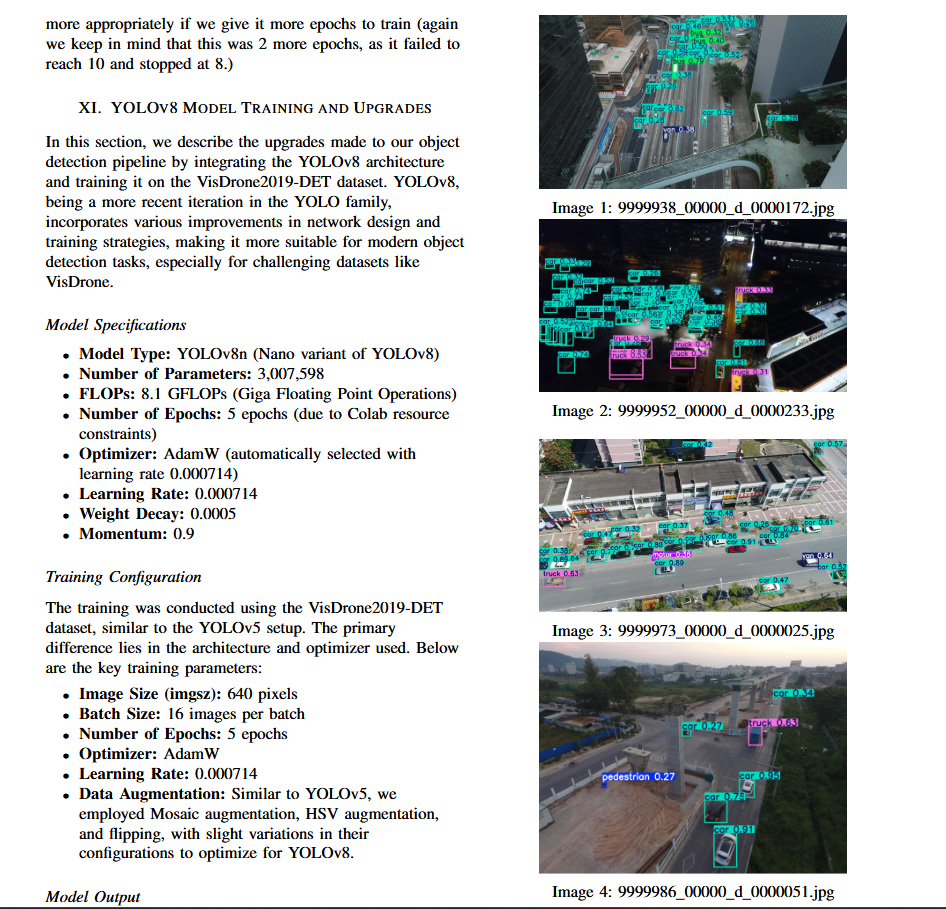 more appropriately if we give it more epochs to train (again
we keep in mind that this was 2 more epochs, as it failed to
reach 10 and stopped at 8.)
XI. YOLOv8 Model Training and Upgrades
In this section, we describe the upgrades made to our object
detection pipeline by integrating the YOLOv8 architecture
and training it on the VisDrone2019-DET dataset. YOLOv8,
being a more recent iteration in the YOLO family,
incorporates various improvements in network design and
training strategies, making it more suitable for modern object
detection tasks, especially for challenging datasets like
VisDrone.
Model Specifications
• Model Type: YOLOv8n (Nano variant of YOLOv8)
• Number of Parameters: 3,007,598
• FLOPs: 8.1 GFLOPs (Giga Floating Point Operations)
• Number of Epochs: 5 epochs (due to Colab resource
constraints)
• Optimizer: AdamW (automatically selected with
learning rate 0.000714)
• Learning Rate: 0.000714
• Weight Decay: 0.0005
• Momentum: 0.9
Training Configuration
The training was conducted using the VisDrone2019-DET
dataset, similar to the YOLOv5 setup. The primary
difference lies in the architecture and optimizer used. Below
are the key training parameters:
• Image Size (imgsz): 640 pixels
• Batch Size: 16 images per batch
• Number of Epochs: 5 epochs
• Optimizer: AdamW
• Learning Rate: 0.000714
• Data Augmentation: Similar to YOLOv5, we
employed Mosaic augmentation, HSV augmentation,
and flipping, with slight variations in their
configurations to optimize for YOLOv8.
Model Output
van 0.38
Image 1: 9999938_00000_d_0000172.jpg
truck 0.33
truck 0.31
Image 2: 9999952_00000_d_0000233.jpg
car 0.42
car 0.57
car 0.48
car 0.32
car 0.37
car 0.61
car 0.91
car 0.89
van 0.64
truck 0.63
car 0.47
Image 3: 9999973_00000_d_0000025.jpg
car 0.34
car 0.27
truck 0.63
pedestrian 0.27
car 0.95
car 0.75
car 0.91
Image 4: 9999986_00000_d_0000051.jpg